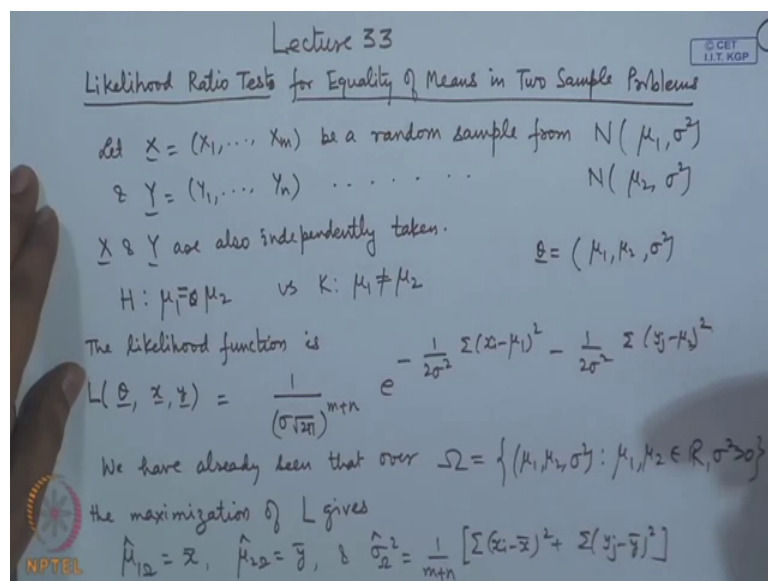 Lecture 33
© CET
I.I.T. KGP
Likelihood Ratio Tests for Equality of Means in Two Sample Problems
Let X = (X₁,..., Xₘ) be a random sample from N(μ₁, σ²)
& Y = (Y₁,..., Yₙ) . . . . . . . . N(μ₂, σ²)
X & Y are also independently taken.
θ = (μ₁, μ₂, σ²)
H : μ₁ = μ₂ vs K: μ₁ ≠ μ₂
The likelihood function is
L(θ, x, y) = 1/(σ√2π)^(m+n) e^(- 1/2σ² Σ(xᵢ-μ₁)² - 1/2σ² Σ(yⱼ-μ₂)²)
We have already seen that over Ω = {(μ₁, μ₂, σ²) : μ₁, μ₂ ∈ R, σ²>0}
the maximization of L gives
μ̂₁Ω = x̄, μ̂₂Ω = ȳ, & σ̂²Ω = 1/(m+n) [Σ(xᵢ-x̄)² + Σ(yⱼ-ȳ)²]
NPTEL